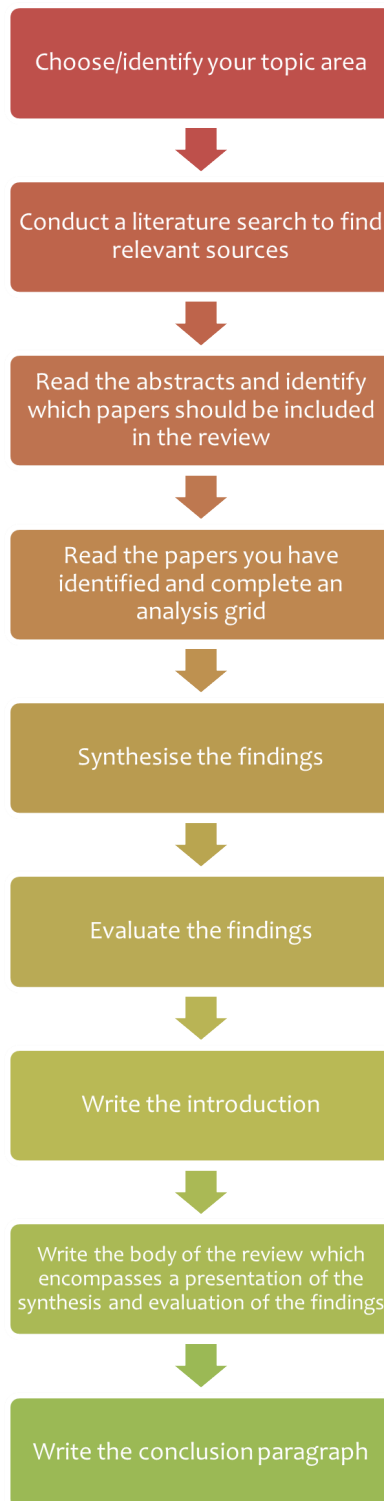 Choose/identify your topic area
Conduct a literature search to find
relevant sources
Read the abstracts and identify
which papers should be included
in the review
Read the papers you have
identified and complete an
analysis grid
Synthesise the findings
Evaluate the findings
Write the introduction
Write the body of the review which
encompasses a presentation of the
synthesis and evaluation of the findings
Write the conclusion paragraph